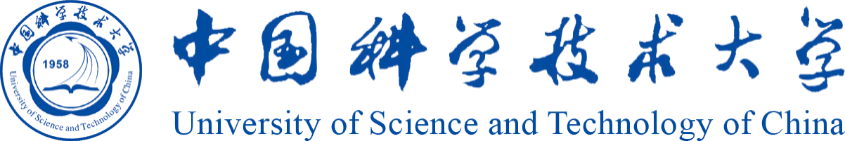 中国科学技术大学
1958
University of Science and Technology of China
中国科学技术大学
University of Science and Technology of China